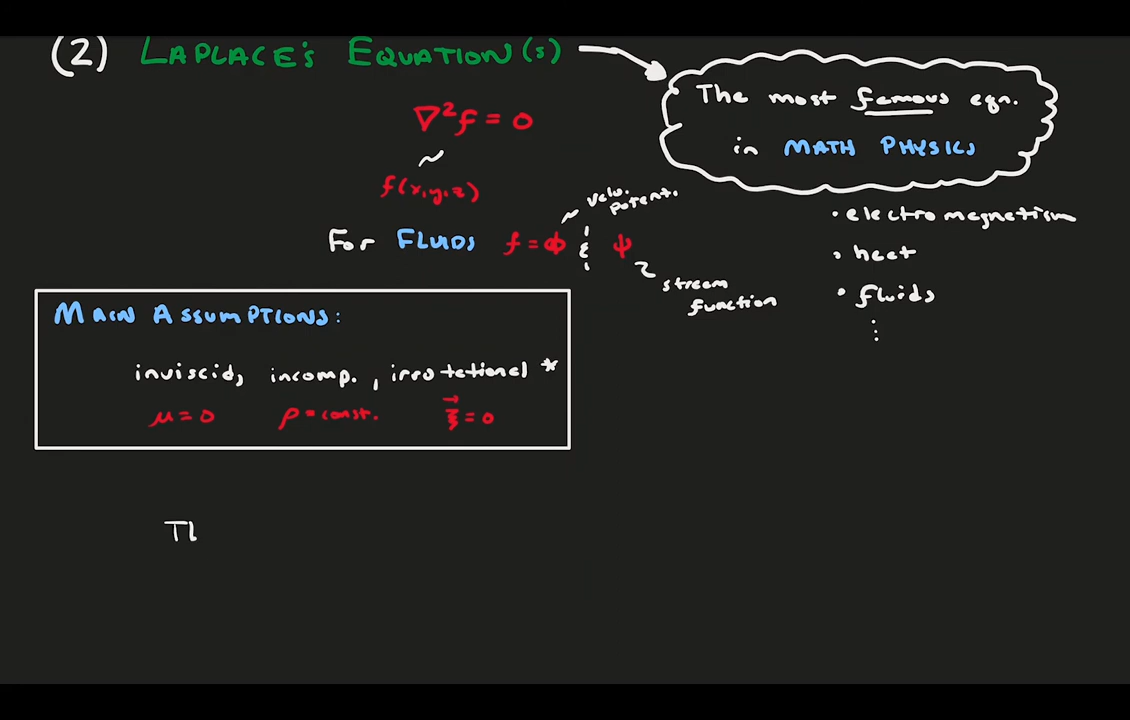 (2) LAPLACE'S EQUATION(S)
The most famous eqn.
in MATH PHYSICS
∇²f = 0
~
f(x,y,z)
~ velo.
potent.
For FLUIDS f = ϕ & ψ
stream
function
• electromagnetism
• heat
• fluids
⋮
MAIN ASSUMPTIONS:
inviscid, incomp., irrotational *
μ = 0 ρ = const. ξ⃗ = 0
Th